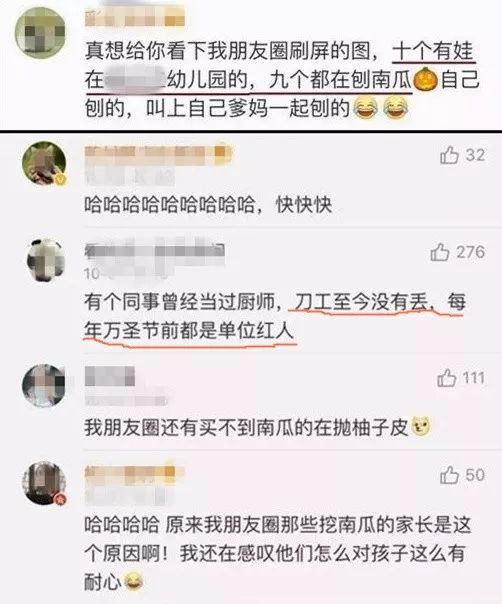 真想给你看下我朋友圈刷屏的图，十个有娃
在 幼儿园的，九个都在刨南瓜🎃自己
刨的，叫上自己爹妈一起刨的😂😂
32
哈哈哈哈哈哈哈哈哈，快快快
276
有个同事曾经当过厨师，刀工至今没有丢，每
年万圣节前都是单位红人
111
我朋友圈还有买不到南瓜的在抛柚子皮
50
哈哈哈哈 原来我朋友圈那些挖南瓜的家长是这
个原因啊！我还在感叹他们怎么对孩子这么有
耐心😂